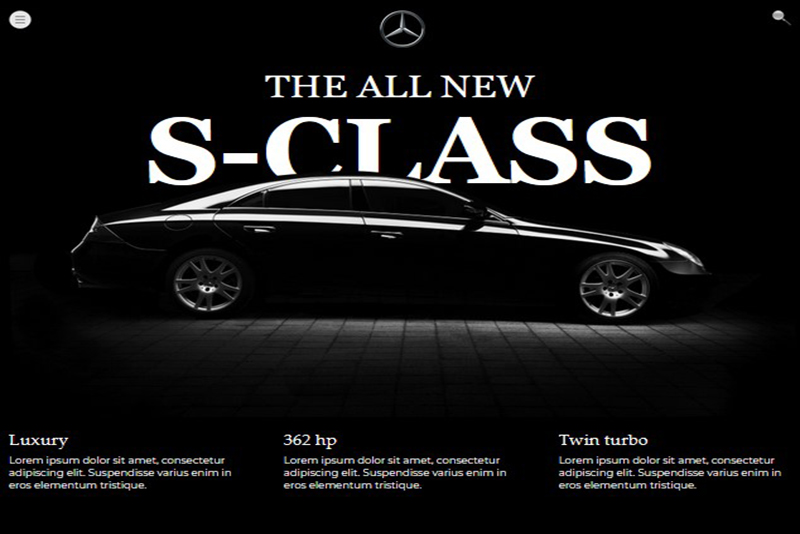 THE ALL NEW
S-CLASS
Luxury
Lorem ipsum dolor sit amet, consectetur
adipiscing elit. Suspendisse varius enim in
eros elementum tristique.
362 hp
Lorem ipsum dolor sit amet, consectetur
adipiscing elit. Suspendisse varius enim in
eros elementum tristique.
Twin turbo
Lorem ipsum dolor sit amet, consectetur
adipiscing elit. Suspendisse varius enim in
eros elementum tristique.